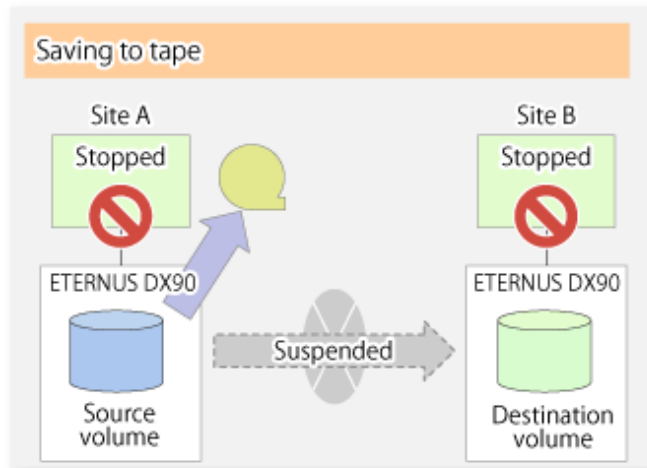 Saving to tape
Site A
Site B
Stopped
Stopped
ETERNUS DX90
ETERNUS DX90
Suspended
Source
volume
Destination
volume